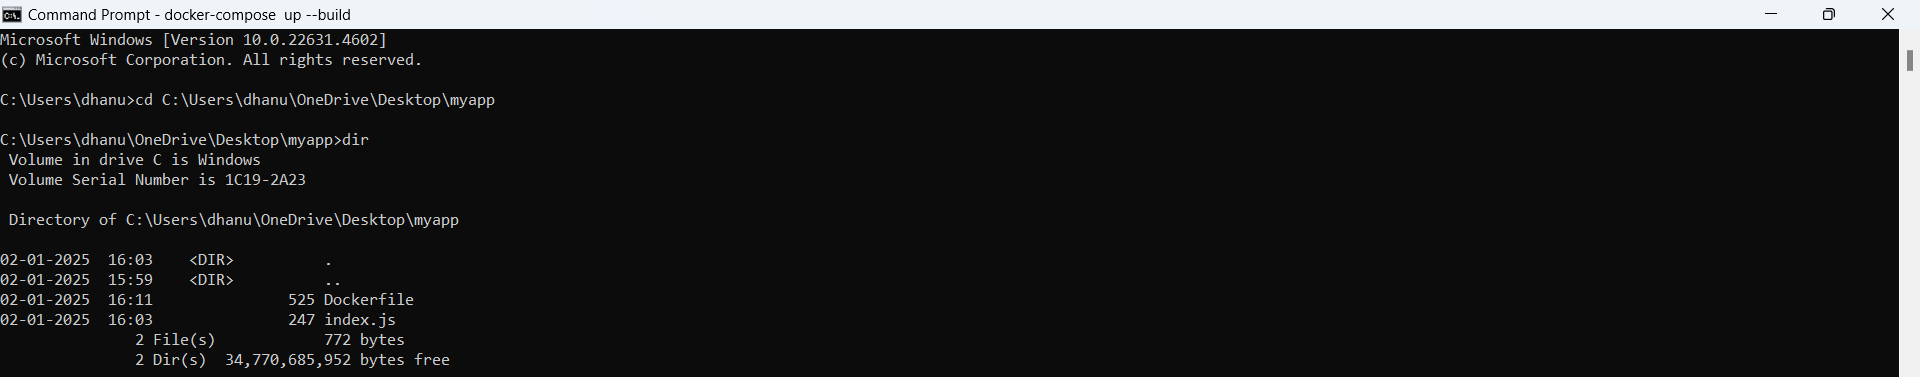 Command Prompt - docker-compose  up --build
Microsoft Windows [Version 10.0.22631.4602]
(c) Microsoft Corporation. All rights reserved.
C:\Users\dhanu>cd C:\Users\dhanu\OneDrive\Desktop\myapp
C:\Users\dhanu\OneDrive\Desktop\myapp>dir
 Volume in drive C is Windows
 Volume Serial Number is 1C19-2A23
 Directory of C:\Users\dhanu\OneDrive\Desktop\myapp
02-01-2025  16:03    <DIR>          .
02-01-2025  15:59    <DIR>          ..
02-01-2025  16:11               525 Dockerfile
02-01-2025  16:03               247 index.js
               2 File(s)            772 bytes
               2 Dir(s)  34,770,685,952 bytes free